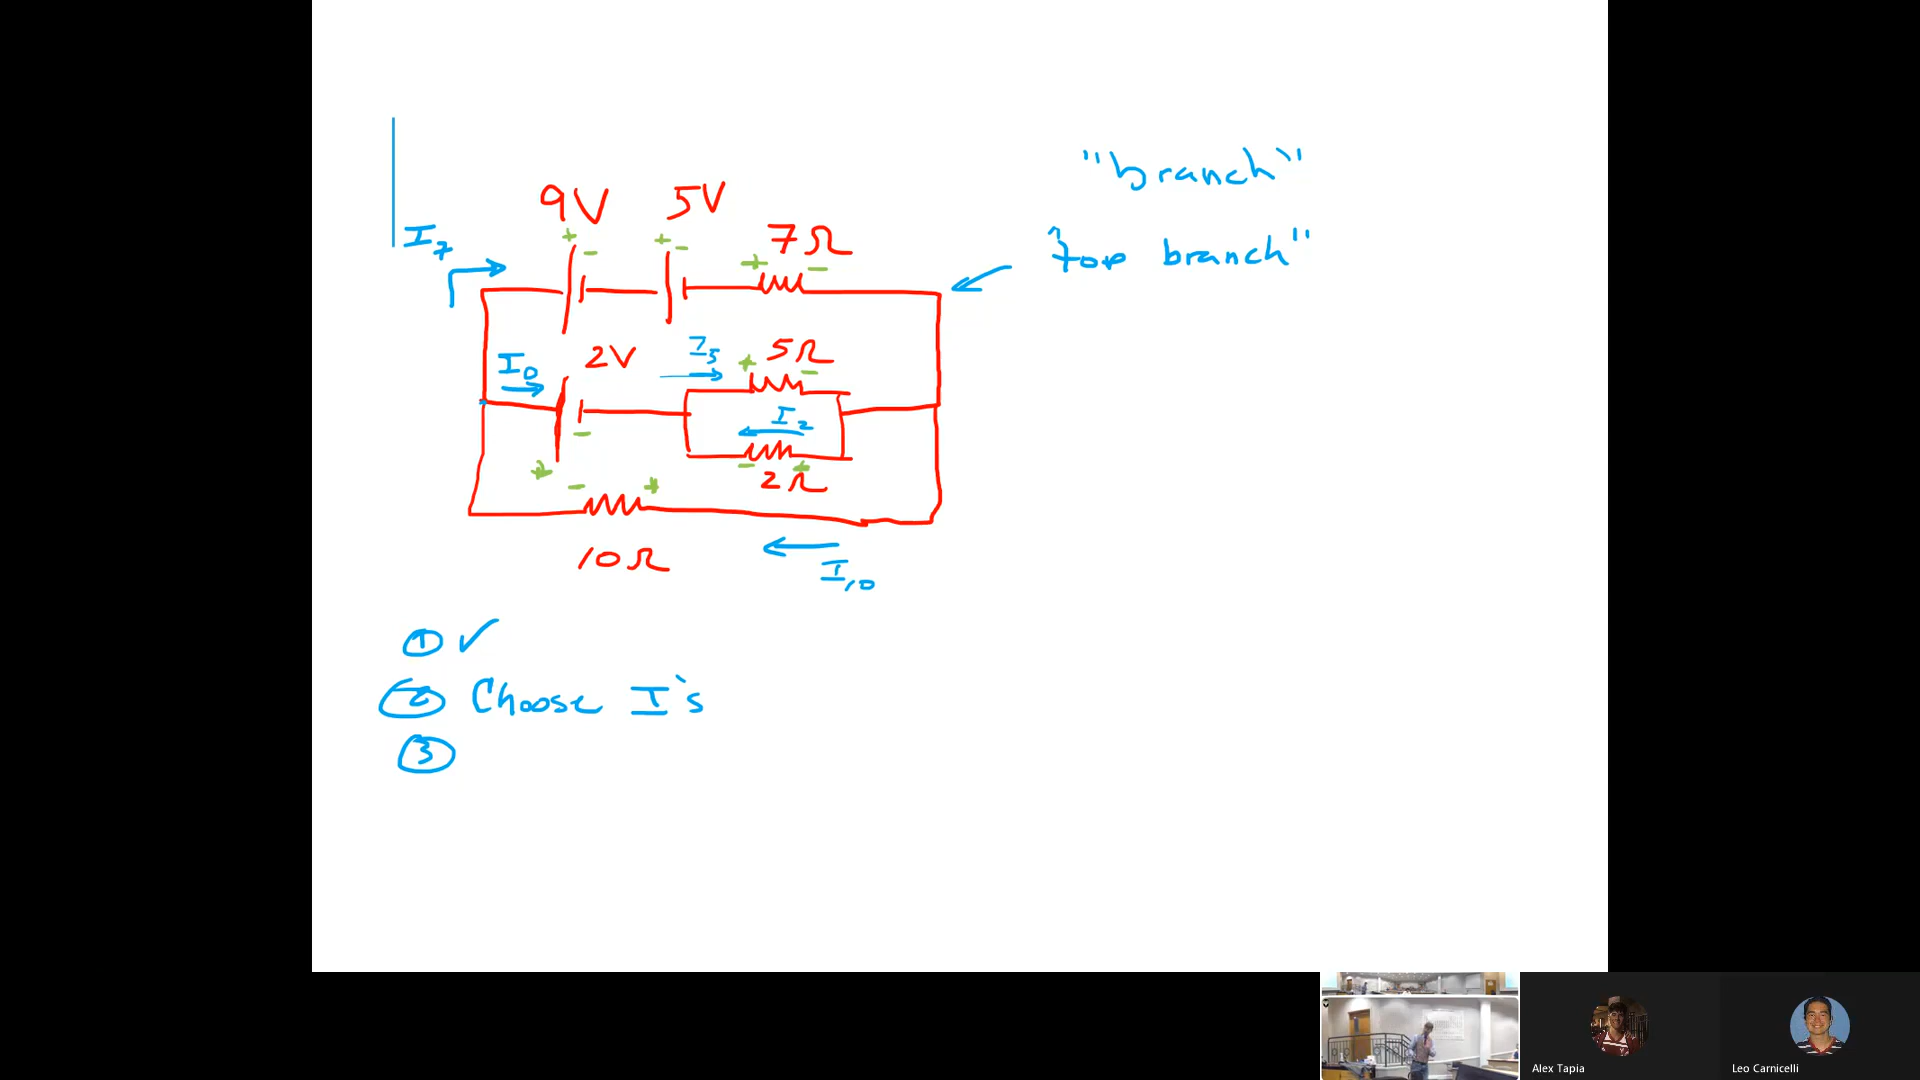 "branch"
9V 5V
I₇ 7Ω
"top branch"
+ - + - + -
I₀ 2V I₅ 5Ω
+ -
I₂
- + - +
2Ω
- +
10Ω
I₁₀
① ✓
② Choose I's
③
Alex Tapia Leo Carnicelli